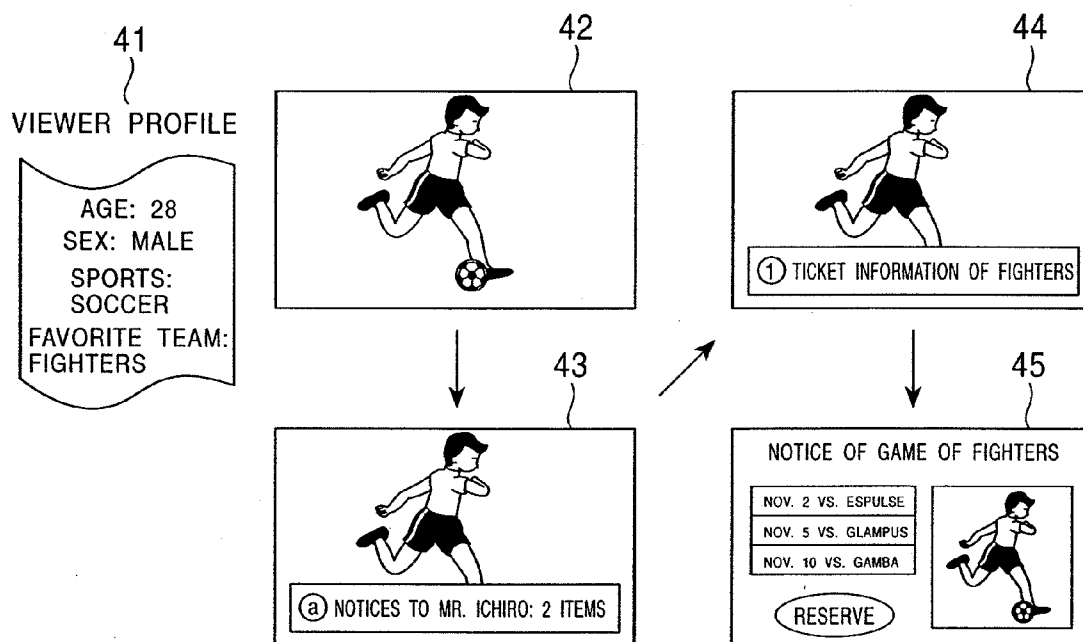 41
VIEWER PROFILE
AGE: 28
SEX: MALE
SPORTS:
SOCCER
FAVORITE TEAM:
FIGHTERS
42
43
ⓐ NOTICES TO MR. ICHIRO: 2 ITEMS
44
① TICKET INFORMATION OF FIGHTERS
45
NOTICE OF GAME OF FIGHTERS
NOV. 2 VS. ESPULSE
NOV. 5 VS. GLAMPUS
NOV. 10 VS. GAMBA
RESERVE